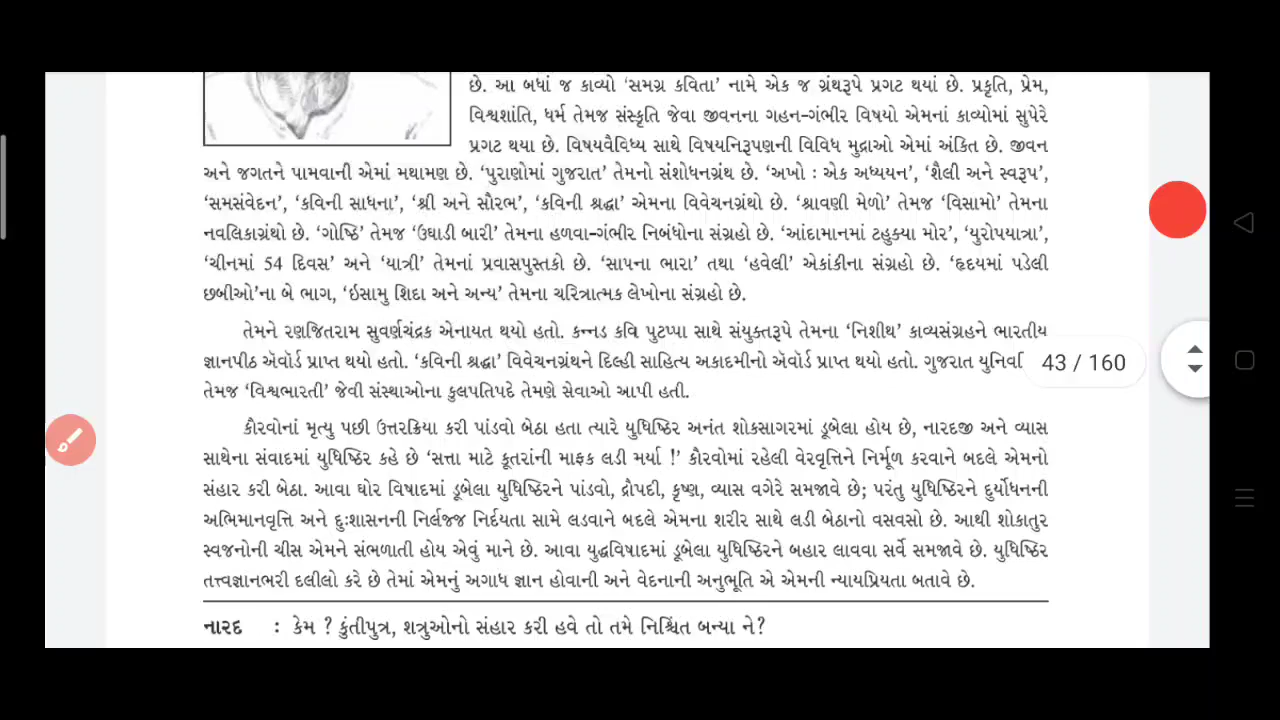 છે. આ બધાં જ કાવ્યો ‘સમગ્ર કવિતા’ નામે એક જ ગ્રંથરૂપે પ્રગટ થયાં છે. પ્રકૃતિ, પ્રેમ,
વિશ્વશાંતિ, ધર્મ તેમજ સંસ્કૃતિ જેવા જીવનના ગહન-ગંભીર વિષયો એમનાં કાવ્યોમાં સુપેરે
પ્રગટ થયા છે. વિષયવૈવિધ્ય સાથે વિષયનિરૂપણની વિવિધ મુદ્રાઓ એમાં અંકિત છે. જીવન
અને જગતને પામવાની એમાં મથામણ છે. ‘પુરાણોમાં ગુજરાત’ તેમનો સંશોધનગ્રંથ છે. ‘અખો : એક અધ્યયન’, ‘શૈલી અને સ્વરૂપ’,
‘સમસંવેદન’, ‘કવિની સાધના’, ‘શ્રી અને સૌરભ’, ‘કવિની શ્રદ્ધા’ એમના વિવેચનગ્રંથો છે. ‘શ્રાવણી મેળો’ તેમજ ‘વિસામો’ તેમના
નવલિકાગ્રંથો છે. ‘ગોષ્ઠિ’ તેમજ ‘ઉઘાડી બારી’ તેમના હળવા-ગંભીર નિબંધોના સંગ્રહો છે. ‘આંદામાનમાં ટહુક્યા મોર’, ‘યુરોપયાત્રા’,
‘ચીનમાં 54 દિવસ’ અને ‘યાત્રી’ તેમનાં પ્રવાસપુસ્તકો છે. ‘સાપના ભારા’ તથા ‘હવેલી’ એકાંકીના સંગ્રહો છે. ‘હૃદયમાં પડેલી
છબીઓ’ના બે ભાગ, ‘ઈસામુ શિદા અને અન્ય’ તેમના ચરિત્રાત્મક લેખોના સંગ્રહો છે.
તેમને રણજિતરામ સુવર્ણચંદ્રક એનાયત થયો હતો. કન્નડ કવિ પુટપ્પા સાથે સંયુક્તરૂપે તેમના ‘નિશીથ’ કાવ્યસંગ્રહને ભારતીય
જ્ઞાનપીઠ ઍવૉર્ડ પ્રાપ્ત થયો હતો. ‘કવિની શ્રદ્ધા’ વિવેચનગ્રંથને દિલ્હી સાહિત્ય અકાદમીનો ઍવૉર્ડ પ્રાપ્ત થયો હતો. ગુજરાત 43 / 160
તેમજ ‘વિશ્વભારતી’ જેવી સંસ્થાઓના કુલપતિપદે તેમણે સેવાઓ આપી હતી.
કૌરવોનાં મૃત્યુ પછી ઉત્તરક્રિયા કરી પાંડવો બેઠા હતા ત્યારે યુધિષ્ઠિર અનંત શોકસાગરમાં ડૂબેલા હોય છે, નારદજી અને વ્યાસ
સાથેના સંવાદમાં યુધિષ્ઠિર કહે છે ‘સત્તા માટે કૂતરાંની માફક લડી મર્યા !’ કૌરવોમાં રહેલી વેરવૃત્તિને નિર્મૂળ કરવાને બદલે એમનો
સંહાર કરી બેઠા. આવા ઘોર વિષાદમાં ડૂબેલા યુધિષ્ઠિરને પાંડવો, દ્રૌપદી, કૃષ્ણ, વ્યાસ વગેરે સમજાવે છે; પરંતુ યુધિષ્ઠિરને દુર્યોધનની
અભિમાનવૃત્તિ અને દુઃશાસનની નિર્લજ્જ નિર્દયતા સામે લડવાને બદલે એમના શરીર સાથે લડી બેઠાનો વસવસો છે. આથી શોકાતુર
સ્વજનોની ચીસ એમને સંભળાતી હોય એવું માને છે. આવા યુદ્ધવિષાદમાં ડૂબેલા યુધિષ્ઠિરને બહાર લાવવા સર્વે સમજાવે છે. યુધિષ્ઠિર
તત્ત્વજ્ઞાનભરી દલીલો કરે છે તેમાં એમનું અગાધ જ્ઞાન હોવાની અને વેદનાની અનુભૂતિ એ એમની ન્યાયપ્રિયતા બતાવે છે.
નારદ : કેમ ? કુંતીપુત્ર, શત્રુઓનો સંહાર કરી હવે તો તમે નિશ્ચિંત બન્યા ને?